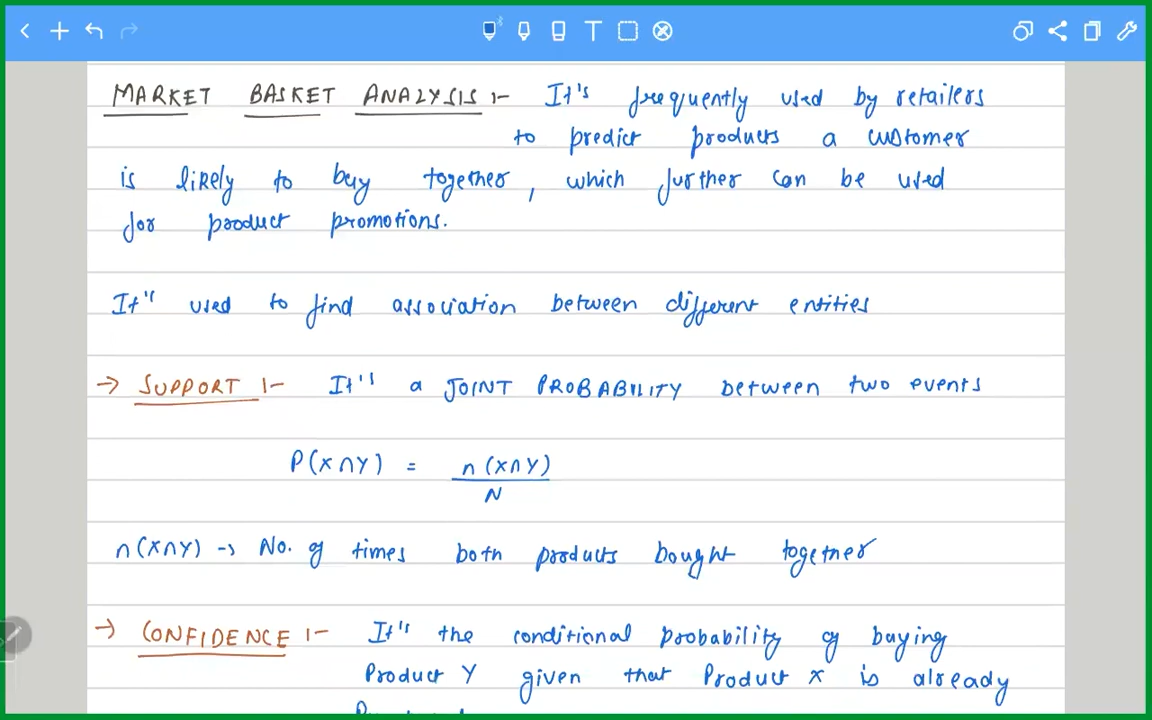 MARKET BASKET ANALYSIS :- It's frequently used by retailers
to predict products a customer
is likely to buy together, which further can be used
for product promotions.
It's used to find association between different entities
→ SUPPORT :- It's a JOINT PROBABILITY between two events
P(X∩Y) = n(X∩Y)
N
n(X∩Y) → No. of times both products bought together
→ CONFIDENCE :- It's the conditional probability of buying
Product Y given that Product X is already